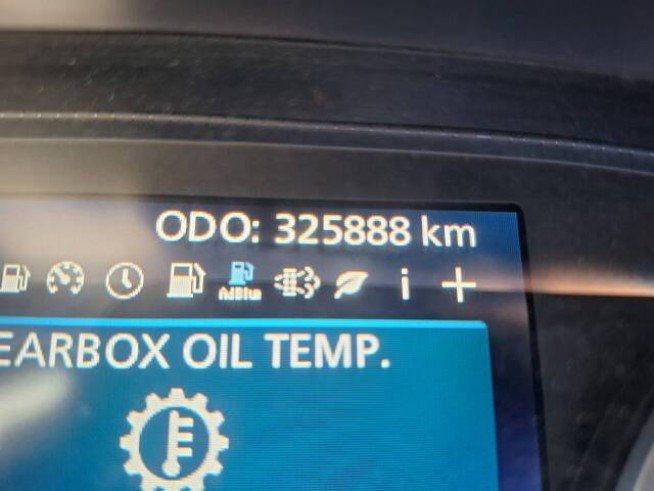 ODO: 325888 km
AdBlue i
EARBOX OIL TEMP.